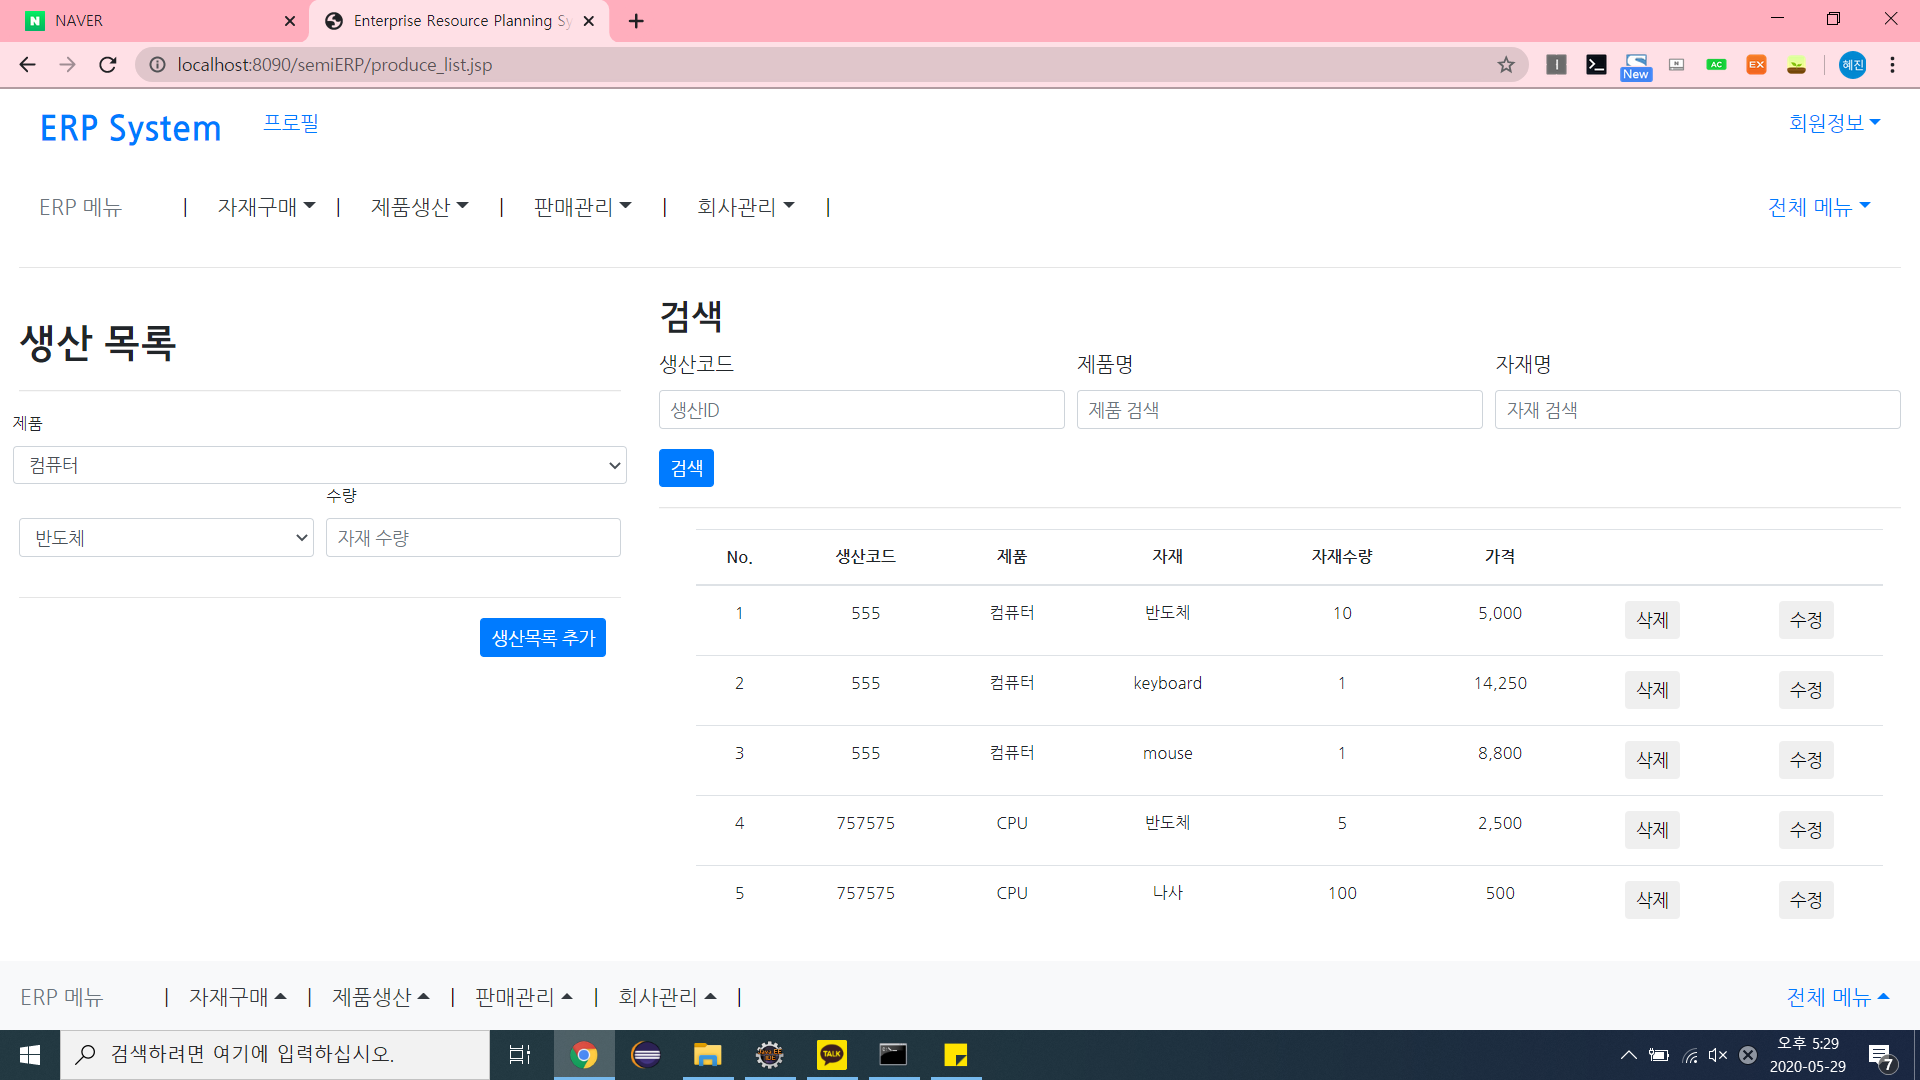 NAVER
Enterprise Resource Planning Sy
localhost:8090/semiERP/produce_list.jsp
New
AC
EX
혜진
ERP System 프로필 회원정보
ERP 메뉴 | 자재구매 | 제품생산 | 판매관리 | 회사관리 | 전체 메뉴
생산 목록
제품
컴퓨터
수량
반도체 자재 수량
생산목록 추가
검색
생산코드 제품명 자재명
생산ID 제품 검색 자재 검색
검색
No. 생산코드 제품 자재 자재수량 가격
1 555 컴퓨터 반도체 10 5,000 삭제 수정
2 555 컴퓨터 keyboard 1 14,250 삭제 수정
3 555 컴퓨터 mouse 1 8,800 삭제 수정
4 757575 CPU 반도체 5 2,500 삭제 수정
5 757575 CPU 나사 100 500 삭제 수정
ERP 메뉴 | 자재구매 | 제품생산 | 판매관리 | 회사관리 | 전체 메뉴
검색하려면 여기에 입력하십시오.
TALK
오후 5:29
2020-05-29
7